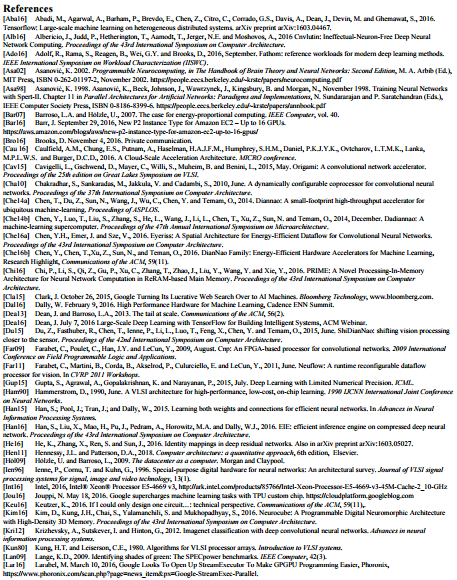 References
[Aba16] Abadi, M., Agarwal, A., Barham, P., Brevdo, E., Chen, Z., Citro, C., Corrado, G.S., Davis, A., Dean, J., Devin, M. and Ghemawat, S., 2016.
Tensorflow: Large-scale machine learning on heterogeneous distributed systems. arXiv preprint arXiv:1603.04467.
[Alb16] Albericio, J., Judd, P., Hetherington, T., Aamodt, T., Jerger, N.E. and Moshovos, A., 2016 Cnvlutin: Ineffectual-Neuron-Free Deep Neural
Network Computing. Proceedings of the 43rd International Symposium on Computer Architecture.
[Ado16] Adolf, R., Rama, S., Reagen, B., Wei, G.Y. and Brooks, D., 2016, September. Fathom: reference workloads for modern deep learning methods.
IEEE International Symposium on Workload Characterization (IISWC).
[Asa02] Asanović, K. 2002. Programmable Neurocomputing, in The Handbook of Brain Theory and Neural Networks: Second Edition, M. A. Arbib (Ed.),
MIT Press, ISBN 0-262-01197-2, November 2002. https://people.eecs.berkeley.edu/~krste/papers/neurocomputing.pdf
[Asa98] Asanović, K. 1998. Asanović, K., Beck, Johnson, J., Wawrzynek, J., Kingsbury, B. and Morgan, N., November 1998. Training Neural Networks
with Spert-II. Chapter 11 in Parallel Architectures for Artificial Networks: Paradigms and Implementations, N. Sundararajan and P. Saratchandran (Eds.),
IEEE Computer Society Press, ISBN 0-8186-8399-6. https://people.eecs.berkeley.edu/~krste/papers/annbook.pdf
[Bar07] Barroso, L.A. and Hölzle, U., 2007. The case for energy-proportional computing. IEEE Computer, vol. 40.
[Bar16] Barr, J. September 29, 2016, New P2 Instance Type for Amazon EC2 – Up to 16 GPUs.
https://aws.amazon.com/blogs/aws/new-p2-instance-type-for-amazon-ec2-up-to-16-gpus/
[Bro16] Brooks, D. November 4, 2016. Private communication.
[Cau16] Caulfield, A.M., Chung, E.S., Putnam, A., Haselman, H.A.J.F.M., Humphrey, S.H.M., Daniel, P.K.J.Y.K., Ovtcharov, L.T.M.K., Lanka,
M.P.L.W.S. and Burger, D.C.D., 2016. A Cloud-Scale Acceleration Architecture. MICRO conference.
[Cav15] Cavigelli, L., Gschwend, D., Mayer, C., Willi, S., Muheim, B. and Benini, L., 2015, May. Origami: A convolutional network accelerator.
Proceedings of the 25th edition on Great Lakes Symposium on VLSI.
[Cha10] Chakradhar, S., Sankaradas, M., Jakkula, V. and Cadambi, S., 2010, June. A dynamically configurable coprocessor for convolutional neural
networks. Proceedings of the 37th International Symposium on Computer Architecture.
[Che14a] Chen, T., Du, Z., Sun, N., Wang, J., Wu, C., Chen, Y. and Temam, O., 2014. Diannao: A small-footprint high-throughput accelerator for
ubiquitous machine-learning. Proceedings of ASPLOS.
[Che14b] Chen, Y., Luo, T., Liu, S., Zhang, S., He, L., Wang, J., Li, L., Chen, T., Xu, Z., Sun, N. and Temam, O., 2014, December. Dadiannao: A
machine-learning supercomputer. Proceedings of the 47th Annual International Symposium on Microarchitecture.
[Che16a] Chen, Y.H., Emer, J. and Sze, V., 2016. Eyeriss: A Spatial Architecture for Energy-Efficient Dataflow for Convolutional Neural Networks.
Proceedings of the 43rd International Symposium on Computer Architecture.
[Che16b] Chen, Y., Chen, T.,Xu, Z., Sun, N., and Teman, O., 2016. DianNao Family: Energy-Efficient Hardware Accelerators for Machine Learning,
Research Highlight, Communications of the ACM, 59(11).
[Chi16] Chi, P., Li, S., Qi, Z., Gu, P., Xu, C., Zhang, T., Zhao, J., Liu, Y., Wang, Y. and Xie, Y., 2016. PRIME: A Novel Processing-In-Memory
Architecture for Neural Network Computation in ReRAM-based Main Memory. Proceedings of the 43rd International Symposium on Computer
Architecture.
[Cla15] Clark, J. October 26, 2015, Google Turning Its Lucrative Web Search Over to AI Machines. Bloomberg Technology, www.bloomberg.com.
[Dal16] Dally, W. February 9, 2016. High Performance Hardware for Machine Learning, Cadence ENN Summit.
[Dea13] Dean, J. and Barroso, L.A., 2013. The tail at scale. Communications of the ACM, 56(2).
[Dea16] Dean, J. July 7, 2016 Large-Scale Deep Learning with TensorFlow for Building Intelligent Systems, ACM Webinar.
[Du15] Du, Z., Fasthuber, R., Chen, T., Ienne, P., Li, L., Luo, T., Feng, X., Chen, Y. and Temam, O., 2015, June. ShiDianNao: shifting vision processing
closer to the sensor. Proceedings of the 42nd International Symposium on Computer Architecture.
[Far09] Farabet, C., Poulet, C., Han, J.Y. and LeCun, Y., 2009, August. Cnp: An FPGA-based processor for convolutional networks. 2009 International
Conference on Field Programmable Logic and Applications.
[Far11] Farabet, C., Martini, B., Corda, B., Akselrod, P., Culurciello, E. and LeCun, Y., 2011, June. Neuflow: A runtime reconfigurable dataflow
processor for vision. In CVRP 2011 Workshop.
[Gup15] Gupta, S., Agrawal, A., Gopalakrishnan, K. and Narayanan, P., 2015, July. Deep Learning with Limited Numerical Precision. ICML.
[Ham90] Hammerstrom, D., 1990, June. A VLSI architecture for high-performance, low-cost, on-chip learning. 1990 IJCNN International Joint Conference
on Neural Networks.
[Han15] Han, S.; Pool, J.; Tran, J.; and Dally, W., 2015. Learning both weights and connections for efficient neural networks. In Advances in Neural
Information Processing Systems.
[Han16] Han, S., Liu, X., Mao, H., Pu, J., Pedram, A., Horowitz, M.A. and Dally, W.J., 2016. EIE: efficient inference engine on compressed deep neural
network. Proceedings of the 43rd International Symposium on Computer Architecture.
[He16] He, K., Zhang, X., Ren, S. and Sun, J., 2016. Identity mappings in deep residual networks. Also in arXiv preprint arXiv:1603.05027.
[Hen11] Hennessy, J.L. and Patterson, D.A., 2018. Computer architecture: a quantitative approach, 6th edition, Elsevier.
[Hol09] Hölzle, U. and Barroso, L., 2009. The datacenter as a computer. Morgan and Claypool.
[Ien96] Ienne, P., Cornu, T. and Kuhn, G., 1996. Special-purpose digital hardware for neural networks: An architectural survey. Journal of VLSI signal
processing systems for signal, image and video technology, 13(1).
[Int16] Intel, 2016, Intel® Xeon® Processor E5-4669 v3, http://ark.intel.com/products/85766/Intel-Xeon-Processor-E5-4669-v3-45M-Cache-2_10-GHz
[Jou16] Jouppi, N. May 18, 2016. Google supercharges machine learning tasks with TPU custom chip. https://cloudplatform.googleblog.com
[Keu16] Keutzer, K., 2016. If I could only design one circuit...: technical perspective. Communications of the ACM, 59(11),
[Kim16] Kim, D., Kung, J.H., Chai, S., Yalamanchili, S. and Mukhopadhyay, S., 2016. Neurocube: A Programmable Digital Neuromorphic Architecture
with High-Density 3D Memory. Proceedings of the 43rd International Symposium on Computer Architecture.
[Kri12] Krizhevsky, A., Sutskever, I. and Hinton, G., 2012. Imagenet classification with deep convolutional neural networks. Advances in neural
information processing systems.
[Kun80] Kung, H.T. and Leiserson, C.E., 1980. Algorithms for VLSI processor arrays. Introduction to VLSI systems.
[Lan09] Lange, K.D., 2009. Identifying shades of green: The SPECpower benchmarks. IEEE Computer, 42(3).
[Lar16] Larabel, M. March 10, 2016, Google Looks To Open Up StreamExecutor To Make GPGPU Programming Easier, Phoronix,
https://www.phoronix.com/scan.php?page=news_item&px=Google-StreamExec-Parallel.